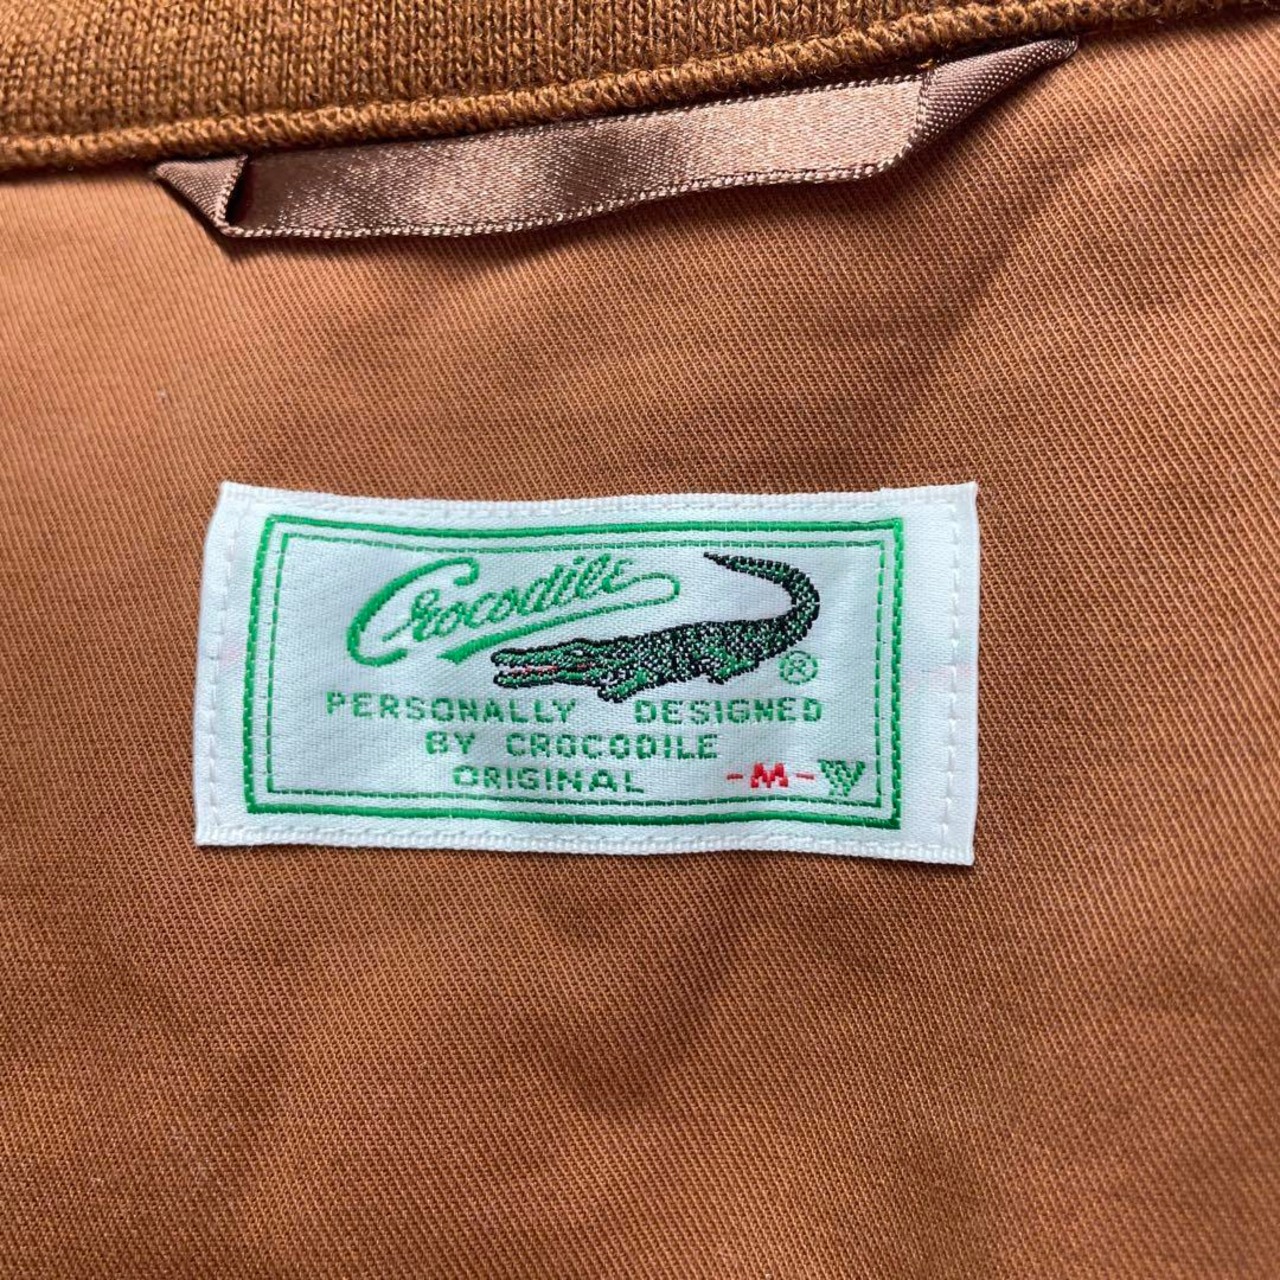 Crocodile
®
PERSONALLY DESIGNED
BY CROCODILE
ORIGINAL -M-